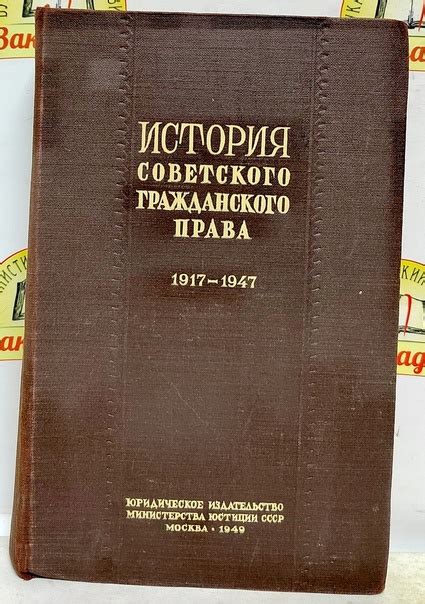 ИСТОРИЯ
СОВЕТСКОГО
ГРАЖДАНСКОГО
ПРАВА
1917–1947
ЮРИДИЧЕСКОЕ ИЗДАТЕЛЬСТВО
МИНИСТЕРСТВА ЮСТИЦИИ СССР
МОСКВА • 1949